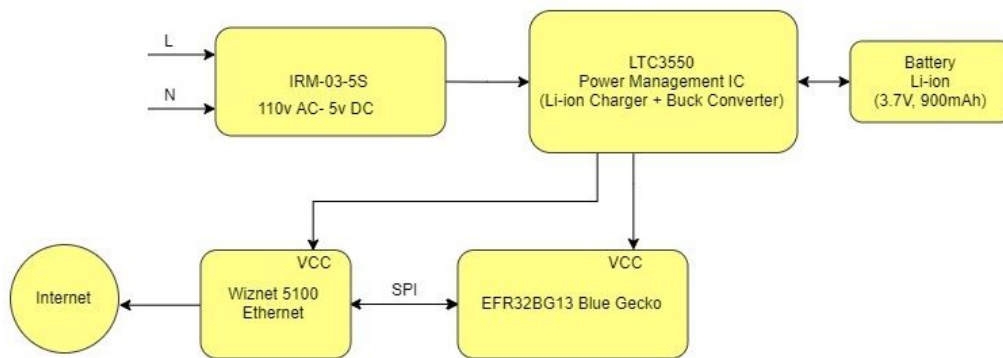 L
N
IRM-03-5S
110v AC- 5v DC
LTC3550
Power Management IC
(Li-ion Charger + Buck Converter)
Battery
Li-ion
(3.7V, 900mAh)
Internet
VCC
Wiznet 5100
Ethernet
SPI
VCC
EFR32BG13 Blue Gecko